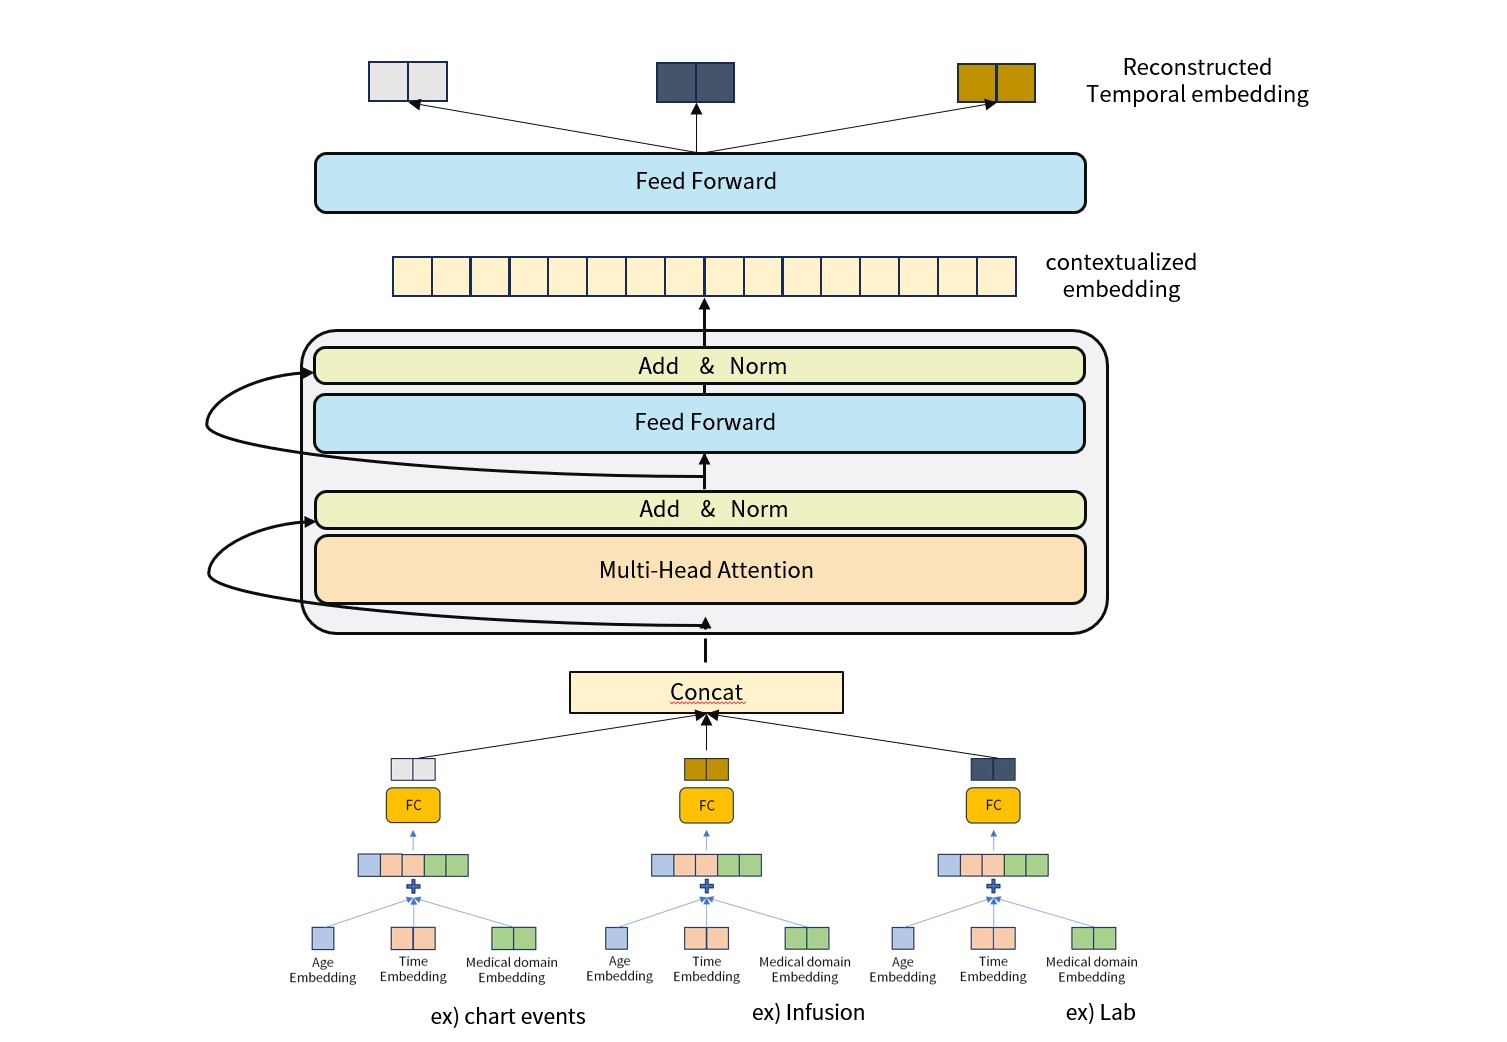 Reconstructed
Temporal embedding
Feed Forward
contextualized
embedding
Add & Norm
Feed Forward
Add & Norm
Multi-Head Attention
Concat
FC
FC
FC
Age
Embedding
Time
Embedding
Medical domain
Embedding
Age
Embedding
Time
Embedding
Medical domain
Embedding
Age
Embedding
Time
Embedding
Medical domain
Embedding
ex) chart events
ex) Infusion
ex) Lab